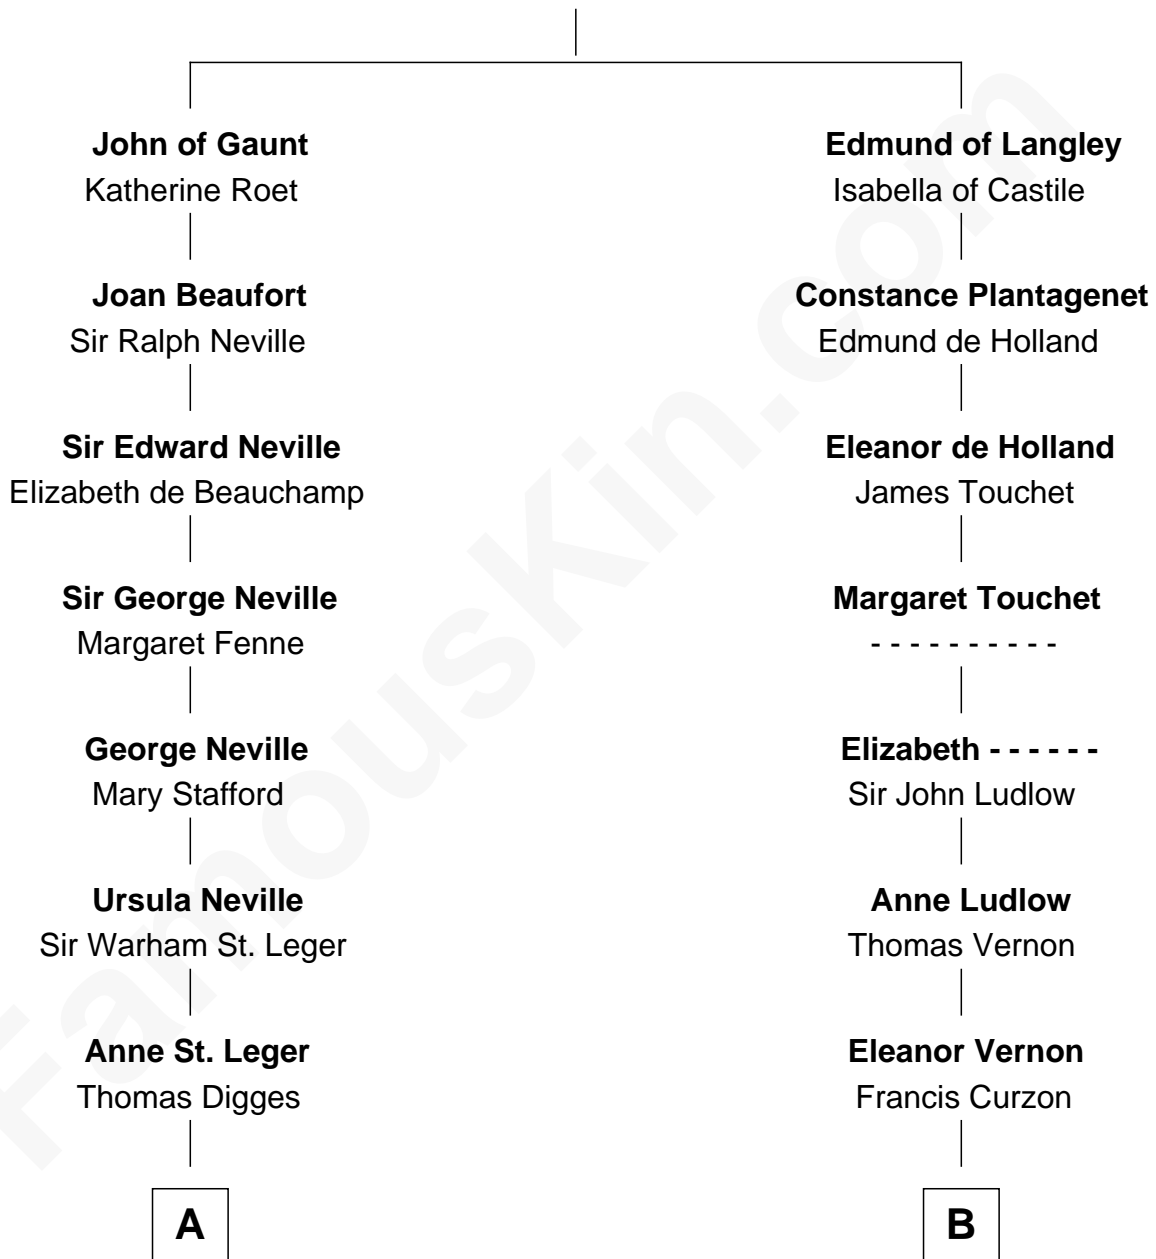 John of Gaunt
Katherine Roet
Joan Beaufort
Sir Ralph Neville
Sir Edward Neville
Elizabeth de Beauchamp
Sir George Neville
Margaret Fenne
George Neville
Mary Stafford
Ursula Neville
Sir Warham St. Leger
Anne St. Leger
Thomas Digges
A
Edmund of Langley
Isabella of Castile
Constance Plantagenet
Edmund de Holland
Eleanor de Holland
James Touchet
Margaret Touchet
- - - - - - - - - -
Elizabeth - - - - - -
Sir John Ludlow
Anne Ludlow
Thomas Vernon
Eleanor Vernon
Francis Curzon
B
FamousKin.com